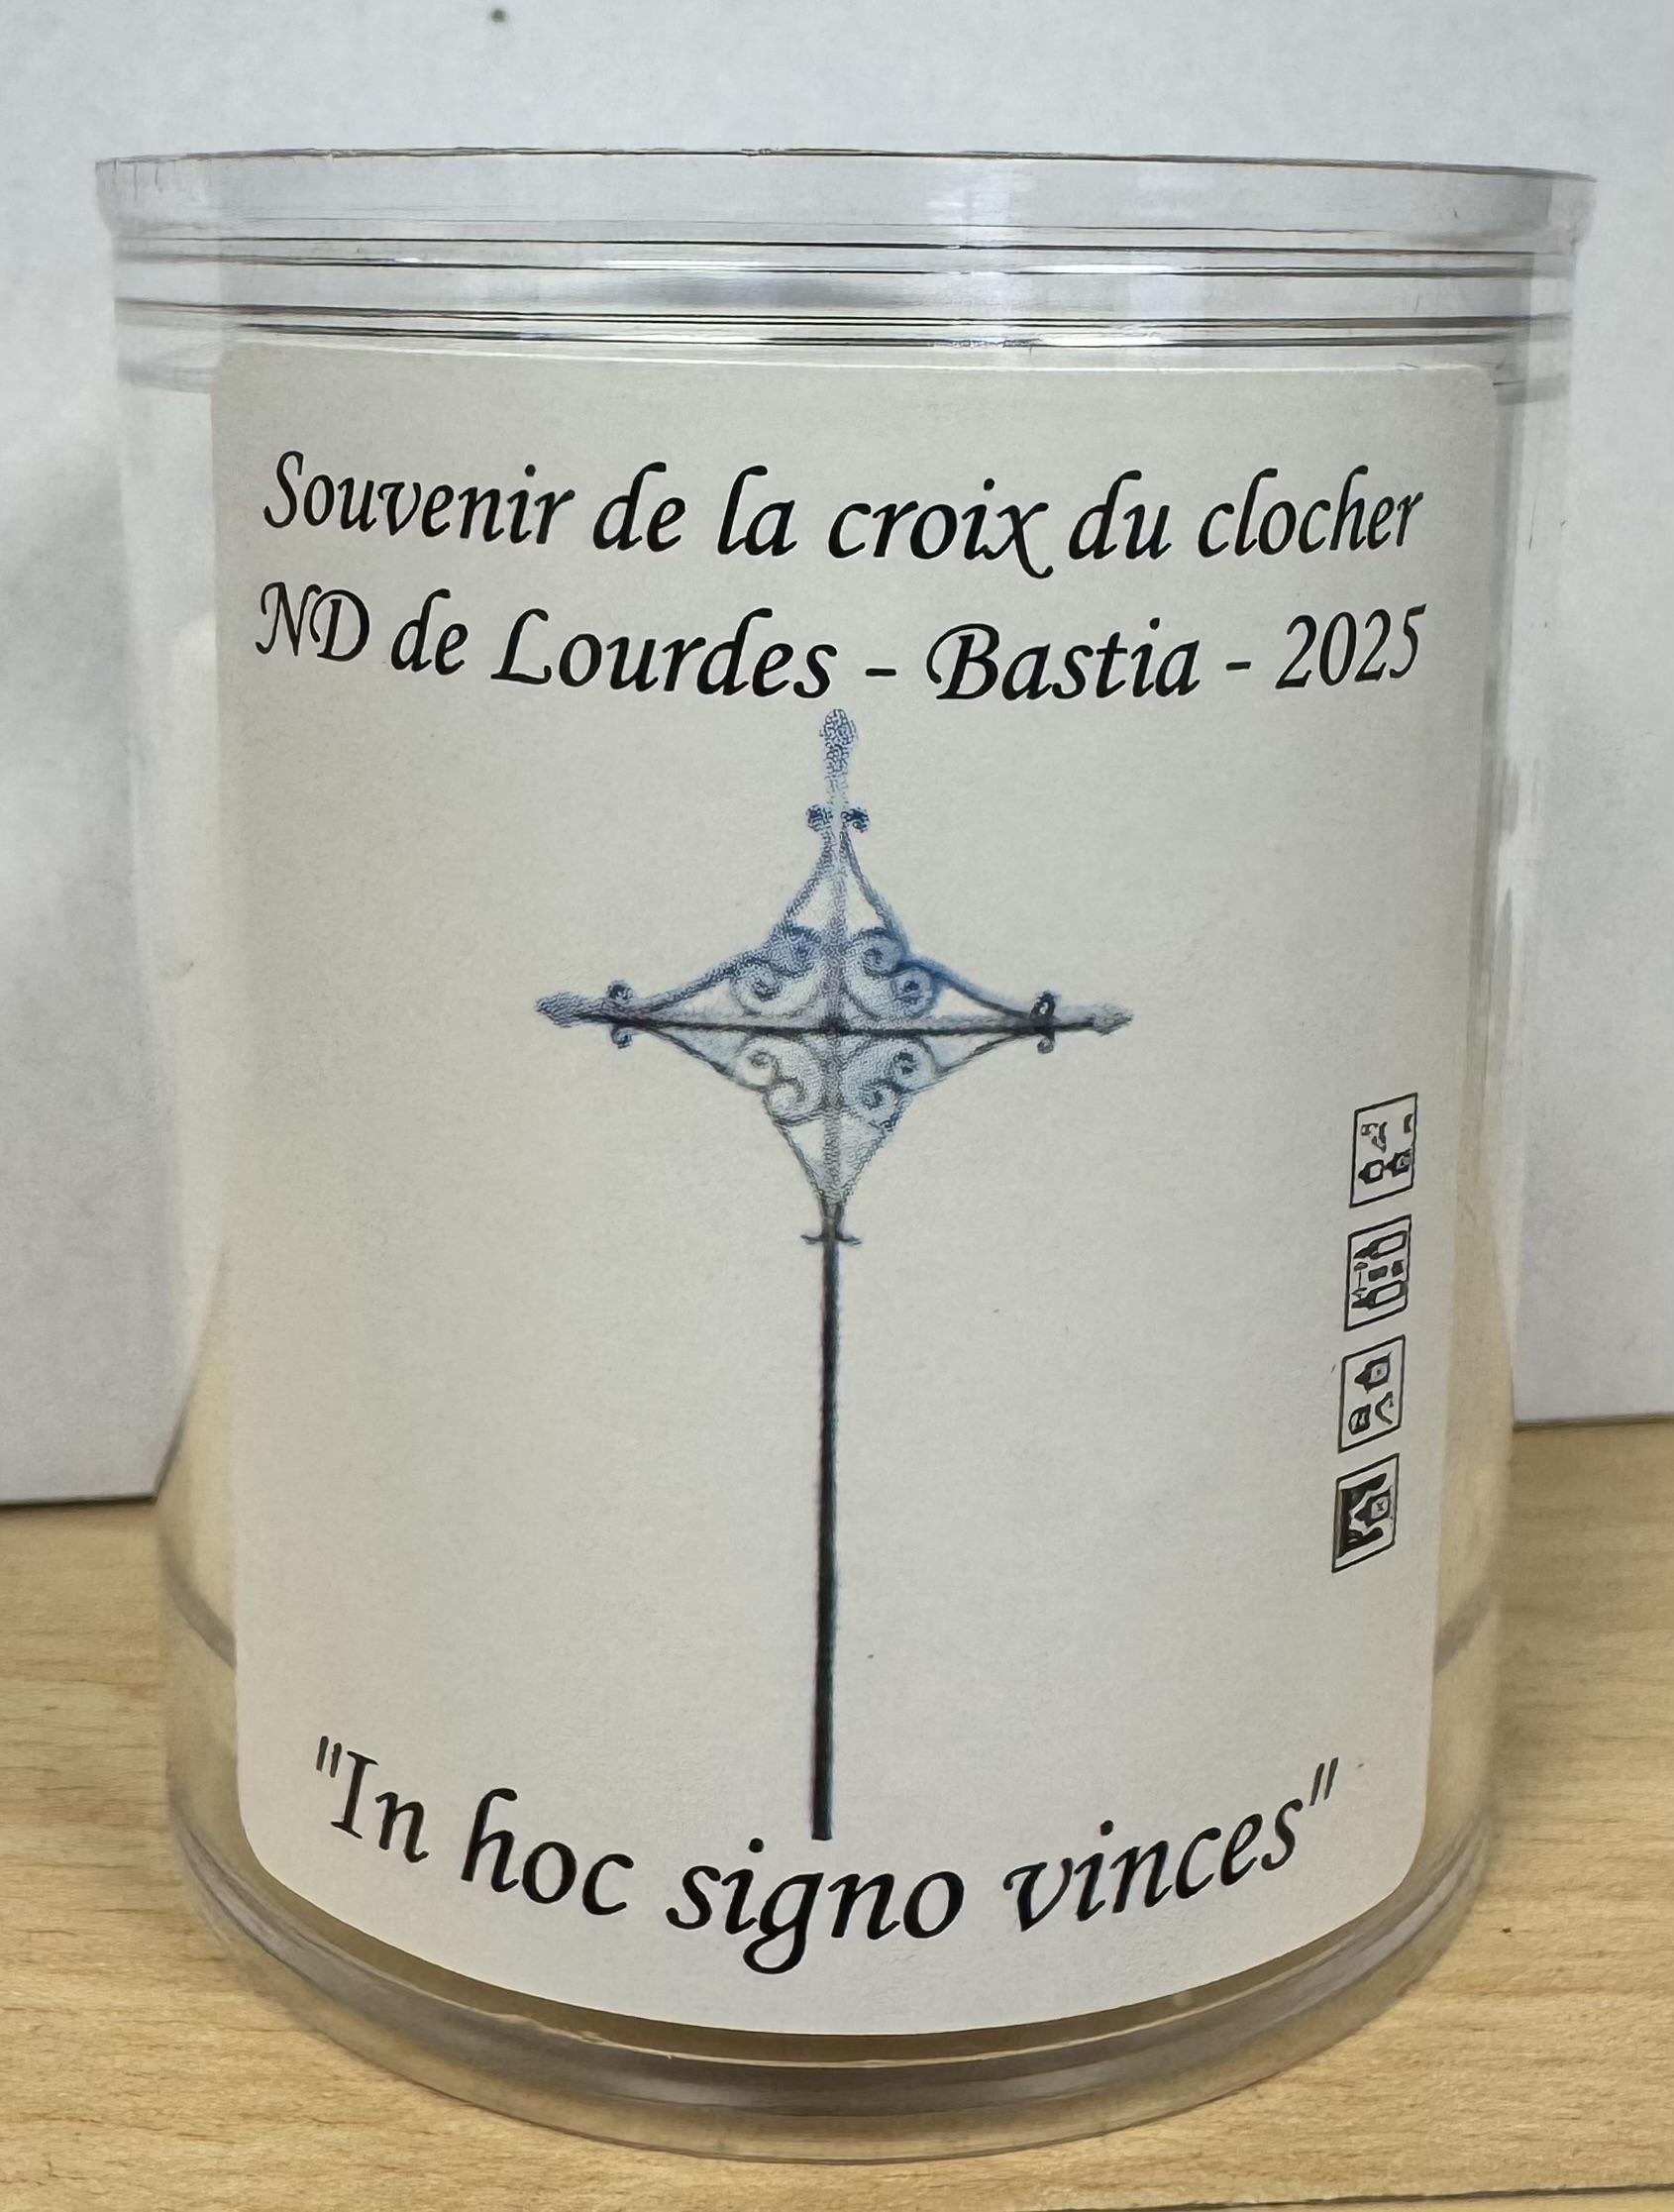 Souvenir de la croix du clocher
ND de Lourdes - Bastia - 2025
"In hoc signo vinces"